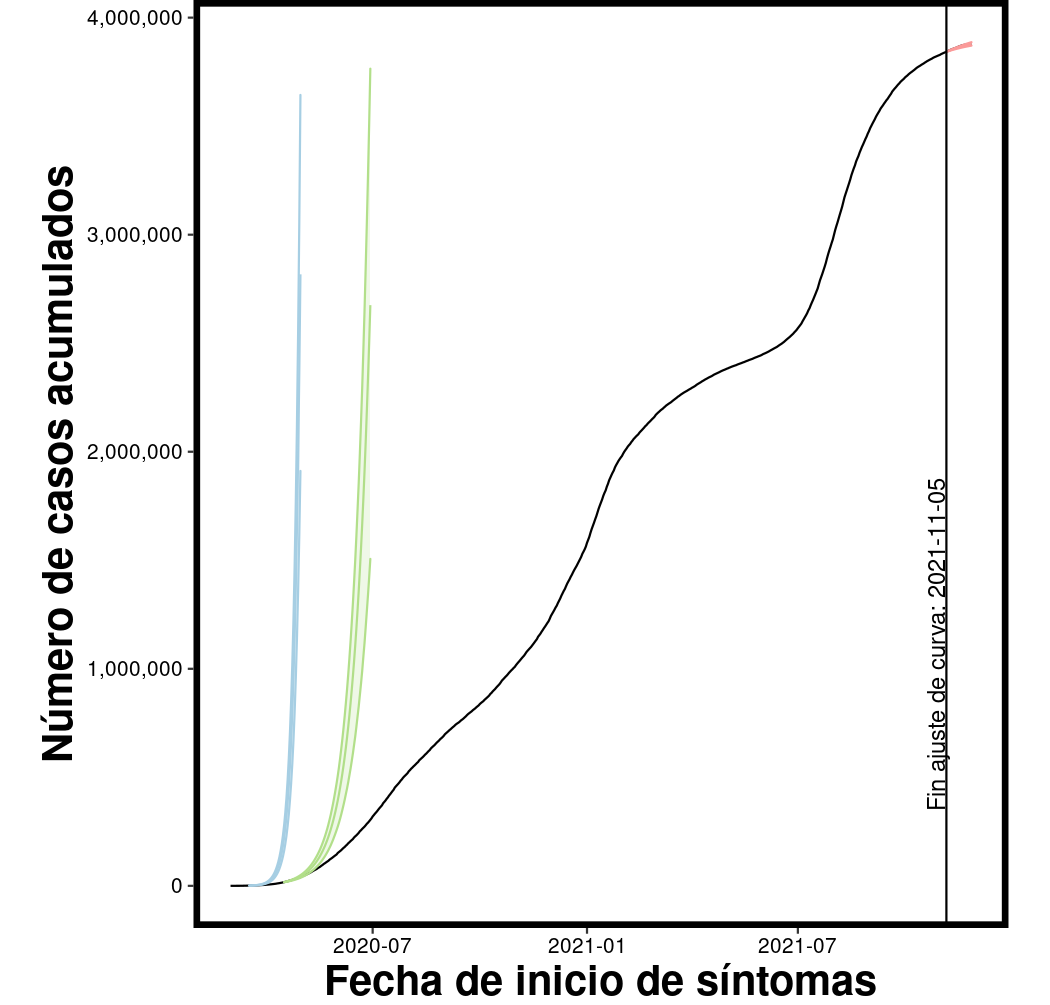 Número de casos acumulados
4,000,000
3,000,000
2,000,000
1,000,000
0
Fin ajuste de curva: 2021-11-05
2020-07
2021-01
2021-07
Fecha de inicio de síntomas